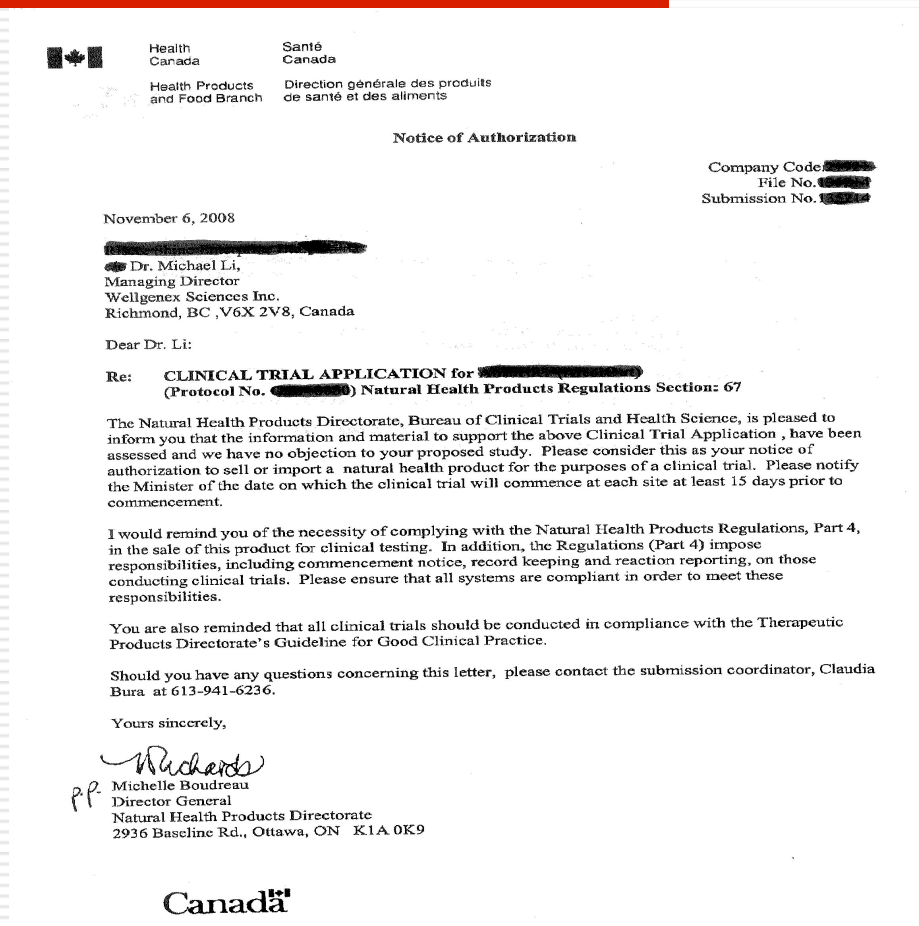 Health
Canada
Santé
Canada
Health Products
and Food Branch
Direction générale des produits
de santé et des aliments
Notice of Authorization
Company Code:
File No.
Submission No.
November 6, 2008
Dr. Michael Li,
Managing Director
Wellgenex Sciences Inc.
Richmond, BC ,V6X 2V8, Canada
Dear Dr. Li:
Re: CLINICAL TRIAL APPLICATION for
(Protocol No. ) Natural Health Products Regulations Section: 67
The Natural Health Products Directorate, Bureau of Clinical Trials and Health Science, is pleased to
inform you that the information and material to support the above Clinical Trial Application , have been
assessed and we have no objection to your proposed study. Please consider this as your notice of
authorization to sell or import a natural health product for the purposes of a clinical trial. Please notify
the Minister of the date on which the clinical trial will commence at each site at least 15 days prior to
commencement.
I would remind you of the necessity of complying with the Natural Health Products Regulations, Part 4,
in the sale of this product for clinical testing. In addition, the Regulations (Part 4) impose
responsibilities, including commencement notice, record keeping and reaction reporting, on those
conducting clinical trials. Please ensure that all systems are compliant in order to meet these
responsibilities.
You are also reminded that all clinical trials should be conducted in compliance with the Therapeutic
Products Directorate's Guideline for Good Clinical Practice.
Should you have any questions concerning this letter, please contact the submission coordinator, Claudia
Bura at 613-941-6236.
Yours sincerely,
p.p. Michelle Boudreau
Director General
Natural Health Products Directorate
2936 Baseline Rd., Ottawa, ON K1A 0K9
Canada